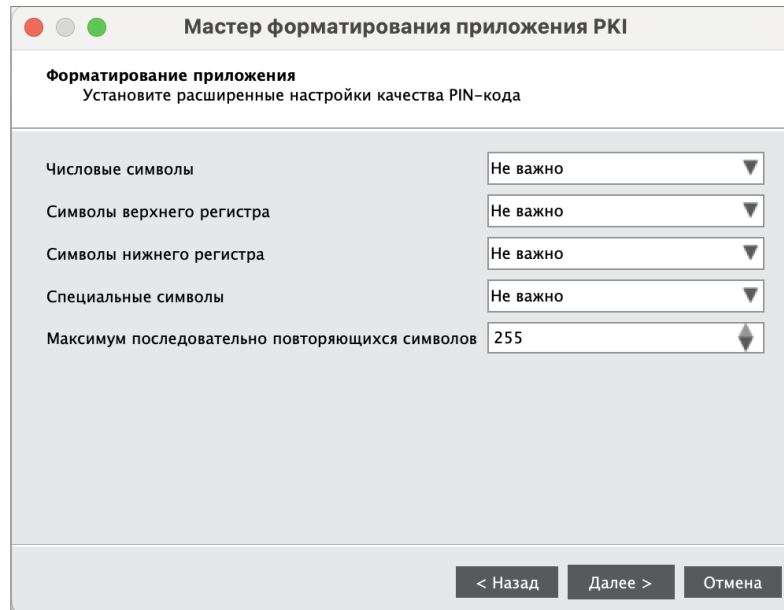 Мастер форматирования приложения PKI
Форматирование приложения
Установите расширенные настройки качества PIN-кода
Числовые символы Не важно
Символы верхнего регистра Не важно
Символы нижнего регистра Не важно
Специальные символы Не важно
Максимум последовательно повторяющихся символов 255
< Назад Далее > Отмена